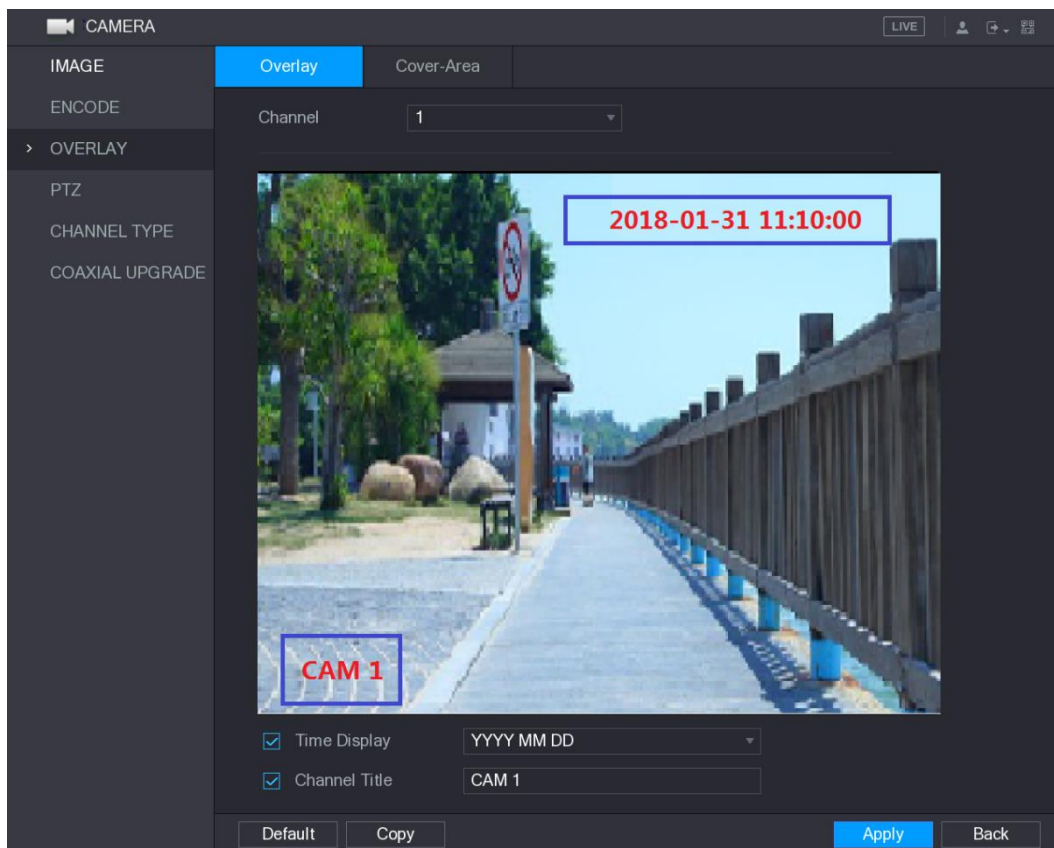 CAMERA
LIVE
IMAGE
Overlay
Cover-Area
ENCODE
Channel
1
OVERLAY
PTZ
CHANNEL TYPE
COAXIAL UPGRADE
2018-01-31 11:10:00
CAM 1
Time Display
YYYY MM DD
Channel Title
CAM 1
Default
Copy
Apply
Back